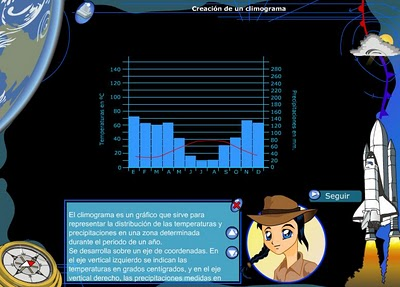 Creación de un climograma
140
120
100
80
60
40
20
0
Temperaturas en ºC
280
260
240
220
200
180
160
140
120
100
80
60
40
20
0
Precipitaciones en mm.
E F M A M J J A S O N D
Seguir
El climograma es un gráfico que sirve para
representar la distribución de las temperaturas y
precipitaciones en una zona determinada
durante el periodo de un año.
Se desarrolla sobre un eje de coordenadas. En
el eje vertical izquierdo se indican las
temperaturas en grados centígrados, y en el eje
vertical derecho, las precipitaciones medidas en